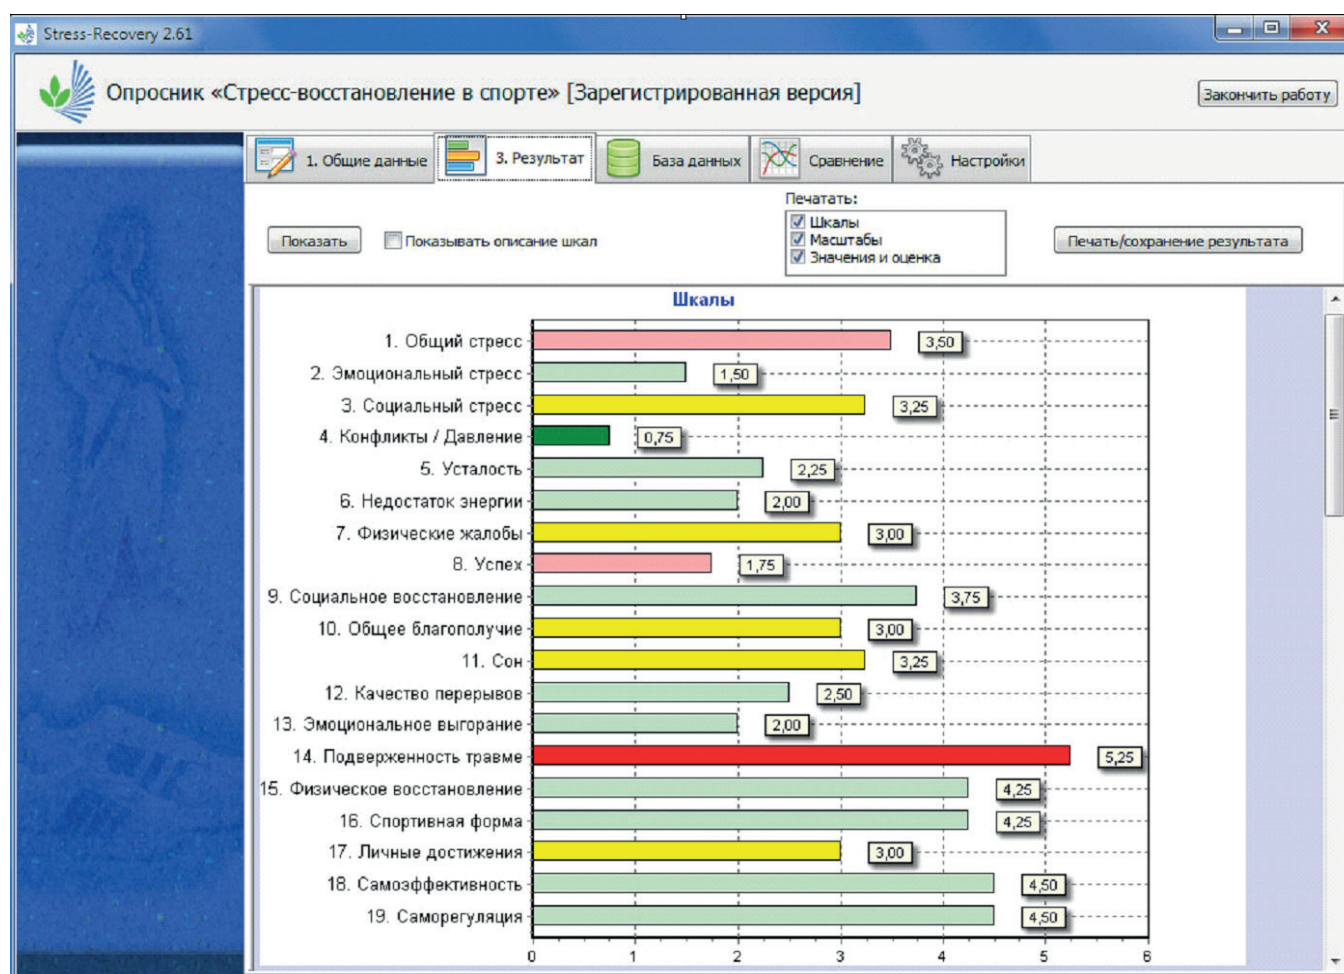 Stress-Recovery 2.61
Опросник «Стресс-восстановление в спорте» [Зарегистрированная версия]
Закончить работу
1. Общие данные
3. Результат
База данных
Сравнение
Настройки
Печатать:
Показать
Показывать описание шкал
Шкалы
Масштабы
Значения и оценка
Печать/сохранение результата
Шкалы
1. Общий стресс 3,50
2. Эмоциональный стресс 1,50
3. Социальный стресс 3,25
4. Конфликты / Давление 0,75
5. Усталость 2,25
6. Недостаток энергии 2,00
7. Физические жалобы 3,00
8. Успех 1,75
9. Социальное восстановление 3,75
10. Общее благополучие 3,00
11. Сон 3,25
12. Качество перерывов 2,50
13. Эмоциональное выгорание 2,00
14. Подверженность травме 5,25
15. Физическое восстановление 4,25
16. Спортивная форма 4,25
17. Личные достижения 3,00
18. Самоэффективность 4,50
19. Саморегуляция 4,50
0 1 2 3 4 5 6